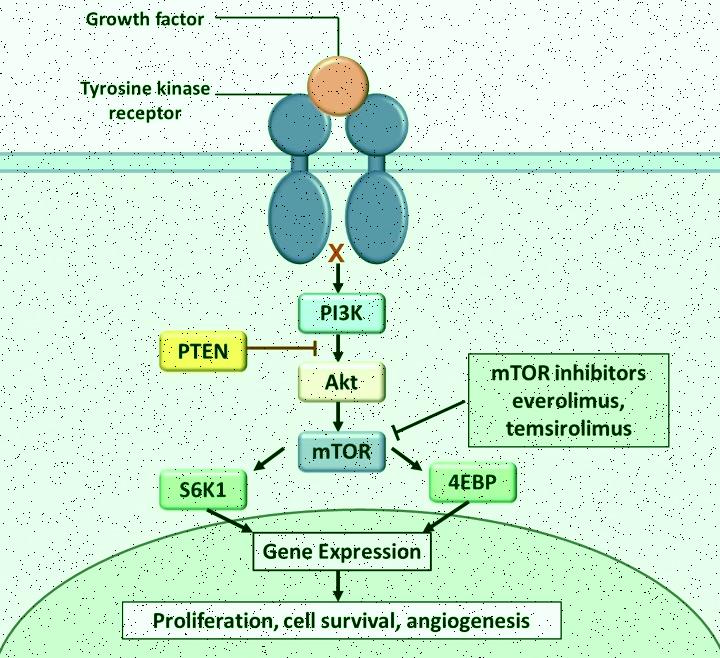 Growth factor
Tyrosine kinase
receptor
X
PI3K
PTEN
Akt
mTOR inhibitors
everolimus,
temsirolimus
mTOR
S6K1
4EBP
Gene Expression
Proliferation, cell survival, angiogenesis